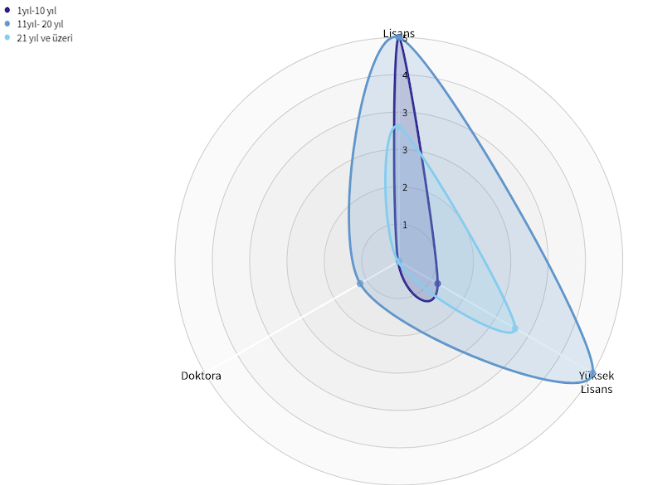 1yıl-10 yıl
11yıl- 20 yıl
21 yıl ve üzeri
Lisans
5
4
3
3
2
1
Doktora
Yüksek
Lisans